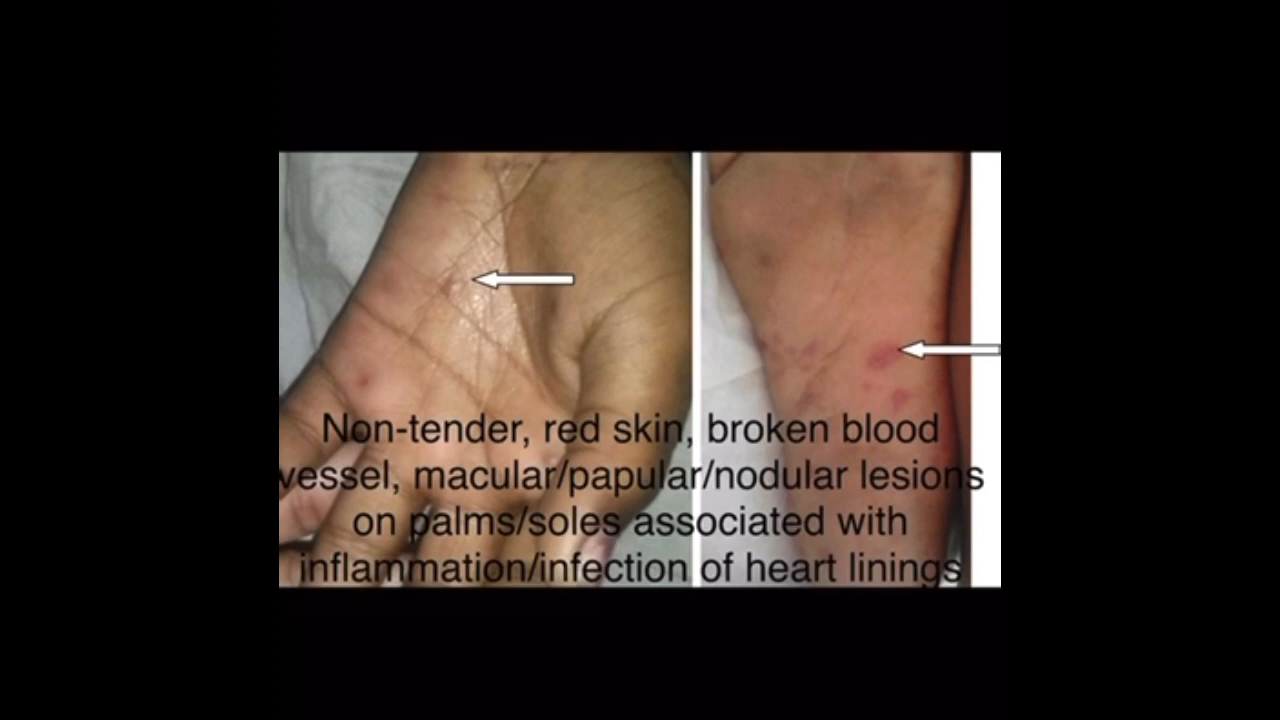 Non-tender, red skin, broken blood
vessel, macular/papular/nodular lesions
on palms/soles associated with
inflammation/infection of heart linings